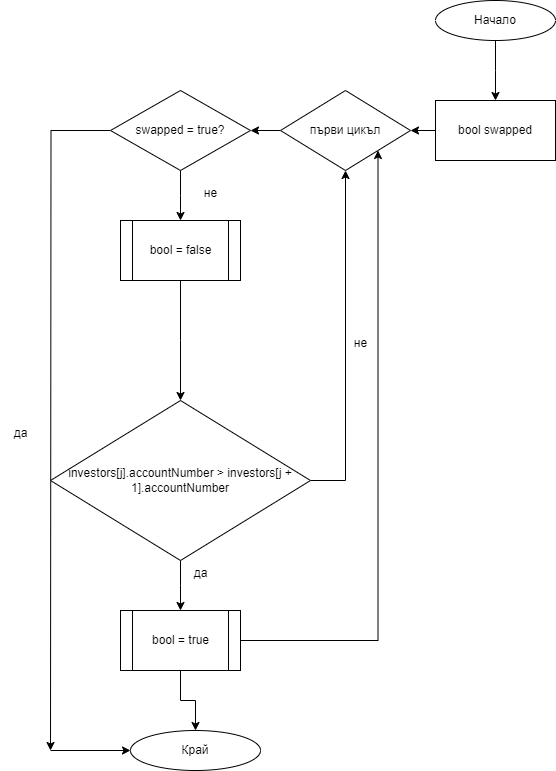 Начало
bool swapped
първи цикъл
swapped = true?
не
bool = false
не
да
investors[j].accountNumber > investors[j +
1].accountNumber
да
bool = true
Край